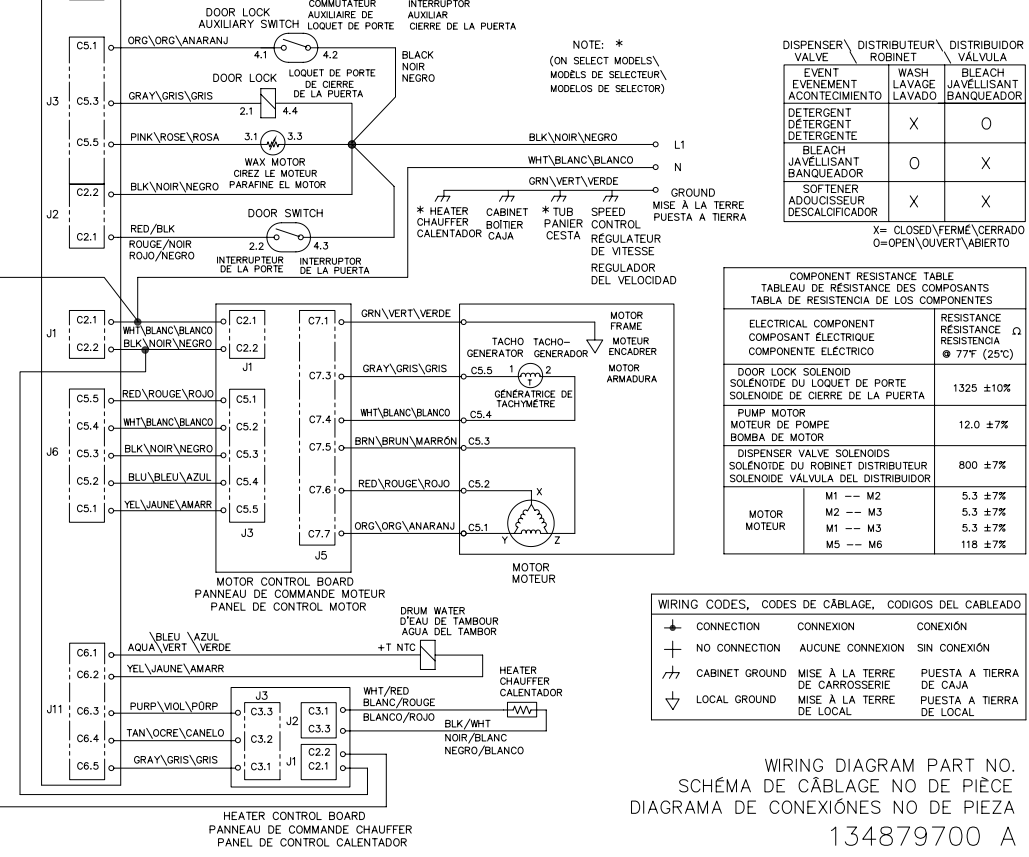 COMMUTATEUR
AUXILIAIRE DE
LOQUET DE PORTE
INTERRUPTOR
AUXILIAR
CIERRE DE LA PUERTA
DOOR LOCK
AUXILIARY SWITCH
C5.1
ORG\ORG\ANARANJ
4.1
4.2
BLACK
NOIR
NEGRO
DOOR LOCK
LOQUET DE PORTE
DE CIERRE
DE LA PUERTA
J3
C5.3
GRAY\GRIS\GRIS
2.1
4.4
C5.5
PINK\ROSE\ROSA
3.1
3.3
WAX MOTOR
CIREZ LE MOTEUR
PARAFINE EL MOTOR
J2
C2.2
BLK\NOIR\NEGRO
DOOR SWITCH
C2.1
RED/BLK
ROUGE/NOIR
ROJO/NEGRO
2.2
4.3
INTERRUPTEUR
DE LA PORTE
INTERRUPTOR
DE LA PUERTA
NOTE: *
(ON SELECT MODELS\
MODÈLS DE SELECTEUR\
MODELOS DE SELECTOR)
BLK\NOIR\NEGRO
L1
WHT\BLANC\BLANCO
N
GRN\VERT\VERDE
GROUND
MISE À LA TERRE
PUESTA A TIERRA
* HEATER
CHAUFFER
CALENTADOR
CABINET
BOÎTIER
CAJA
* TUB
PANIER
CESTA
SPEED
CONTROL
RÉGULATEUR
DE VITESSE
REGULADOR
DEL VELOCIDAD
DISPENSER\ DISTRIBUTEUR\ DISTRIBUIDOR
VALVE ROBINET VÁLVULA
EVENT
EVENEMENT
ACONTECIMIENTO
WASH
LAVAGE
LAVADO
BLEACH
JAVÉLLISANT
BANQUEADOR
DETERGENT
DÉTERGENT
DETERGENTE
X
O
BLEACH
JAVÉLLISANT
BANQUEADOR
O
X
SOFTENER
ADOUCISSEUR
DESCALCIFICADOR
X
X
X= CLOSED\FERMÉ\CERRADO
O=OPEN\OUVERT\ABIERTO
COMPONENT RESISTANCE TABLE
TABLEAU DE RÉSISTANCE DES COMPOSANTS
TABLA DE RESISTENCIA DE LOS COMPONENTES
ELECTRICAL COMPONENT
COMPOSANT ÉLECTRIQUE
COMPONENTE ELÉCTRICO
RESISTANCE
RÉSISTANCE Ω
RESISTENCIA
@ 77°F (25°C)
DOOR LOCK SOLENOID
SOLÉNOTDE DU LOQUET DE PORTE
SOLENOIDE DE CIERRE DE LA PUERTA
1325 ±10%
PUMP MOTOR
MOTEUR DE POMPE
BOMBA DE MOTOR
12.0 ±7%
DISPENSER VALVE SOLENOIDS
SOLÉNOTDE DU ROBINET DISTRIBUTEUR
SOLENOIDE VÁLVULA DEL DISTRIBUIDOR
800 ±7%
MOTOR
MOTEUR
M1 -- M2 5.3 ±7%
M2 -- M3 5.3 ±7%
M1 -- M3 5.3 ±7%
M5 -- M6 118 ±7%
J1
C2.1
WHT\BLANC\BLANCO
C2.1
C2.2
BLK\NOIR\NEGRO
C2.2
J1
J6
C5.5
RED\ROUGE\ROJO
C5.1
C5.4
WHT\BLANC\BLANCO
C5.2
C5.3
BLK\NOIR\NEGRO
C5.3
C5.2
BLU\BLEU\AZUL
C5.4
C5.1
YEL\JAUNE\AMARR
C5.5
J3
C7.1
GRN\VERT\VERDE
MOTOR
FRAME
MOTEUR
ENCADRER
MOTOR
ARMADURA
TACHO
GENERATOR
TACHO-
GENERADOR
C7.3
GRAY\GRIS\GRIS
C5.5
1
2
T
GÉNÉRATRICE DE
TACHYMÉTRE
C7.4
WHT\BLANC\BLANCO
C5.4
C7.5
BRN\BRUN\MARRÓN
C5.3
C7.6
RED\ROUGE\ROJO
C5.2
X
C7.7
ORG\ORG\ANARANJ
C5.1
Y
Z
J5
MOTOR
MOTEUR
MOTOR CONTROL BOARD
PANNEAU DE COMMANDE MOTEUR
PANEL DE CONTROL MOTOR
WIRING CODES, CODES DE CÂBLAGE, CODIGOS DEL CABLEADO
CONNECTION CONNEXION CONEXIÓN
NO CONNECTION AUCUNE CONNEXION SIN CONEXIÓN
CABINET GROUND MISE À LA TERRE PUESTA A TIERRA
DE CARROSSERIE DE CAJA
LOCAL GROUND MISE À LA TERRE PUESTA A TIERRA
DE LOCAL DE LOCAL
DRUM WATER
D'EAU DE TAMBOUR
AGUA DEL TAMBOR
J11
C6.1
\BLEU \AZUL
AQUA\VERT \VERDE
+T NTC
C6.2
YEL\JAUNE\AMARR
HEATER
CHAUFFER
CALENTADOR
C6.3
PURP\VIOL\PŪRP
J3
C3.3
J2
C3.1
WHT/RED
BLANC/ROUGE
BLANCO/ROJO
C6.4
TAN\OCRE\CANELO
C3.2
C3.3
BLK/WHT
NOIR/BLANC
NEGRO/BLANCO
C6.5
GRAY\GRIS\GRIS
C3.1
J1
C2.2
C2.1
HEATER CONTROL BOARD
PANNEAU DE COMMANDE CHAUFFER
PANEL DE CONTROL CALENTADOR
WIRING DIAGRAM PART NO.
SCHÉMA DE CÂBLAGE NO DE PIÈCE
DIAGRAMA DE CONEXIÓNES NO DE PIEZA
134879700 A